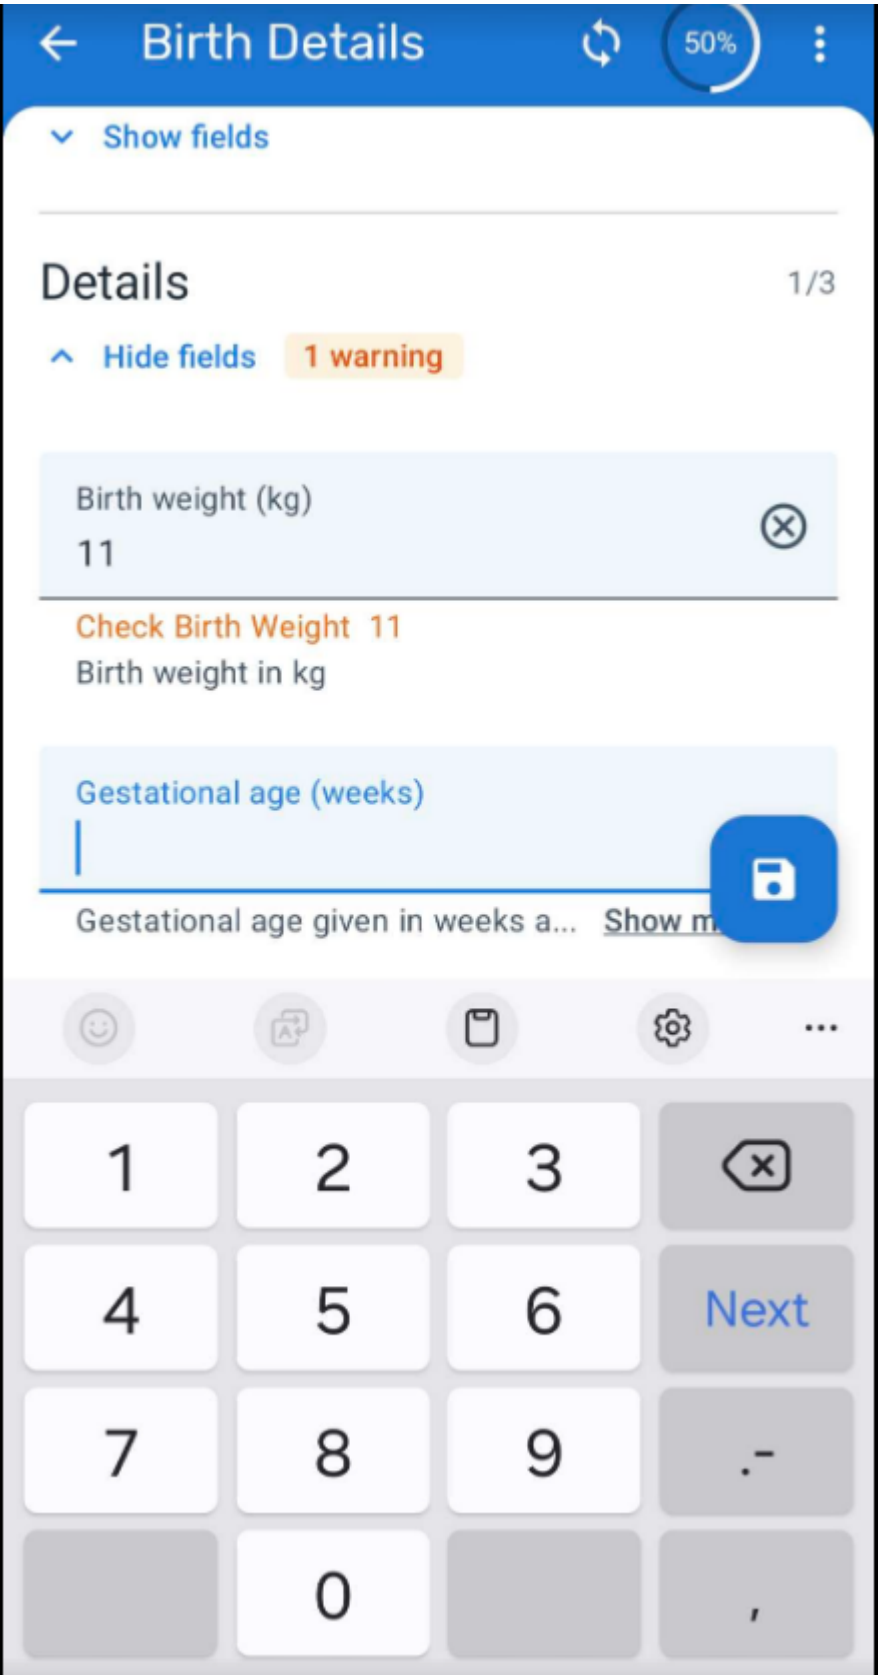 Birth Details 50%
Show fields
Details 1/3
Hide fields 1 warning
Birth weight (kg)
11
Check Birth Weight 11
Birth weight in kg
Gestational age (weeks)
Gestational age given in weeks a... Show m
1 2 3
4 5 6 Next
7 8 9 .-
0 ,